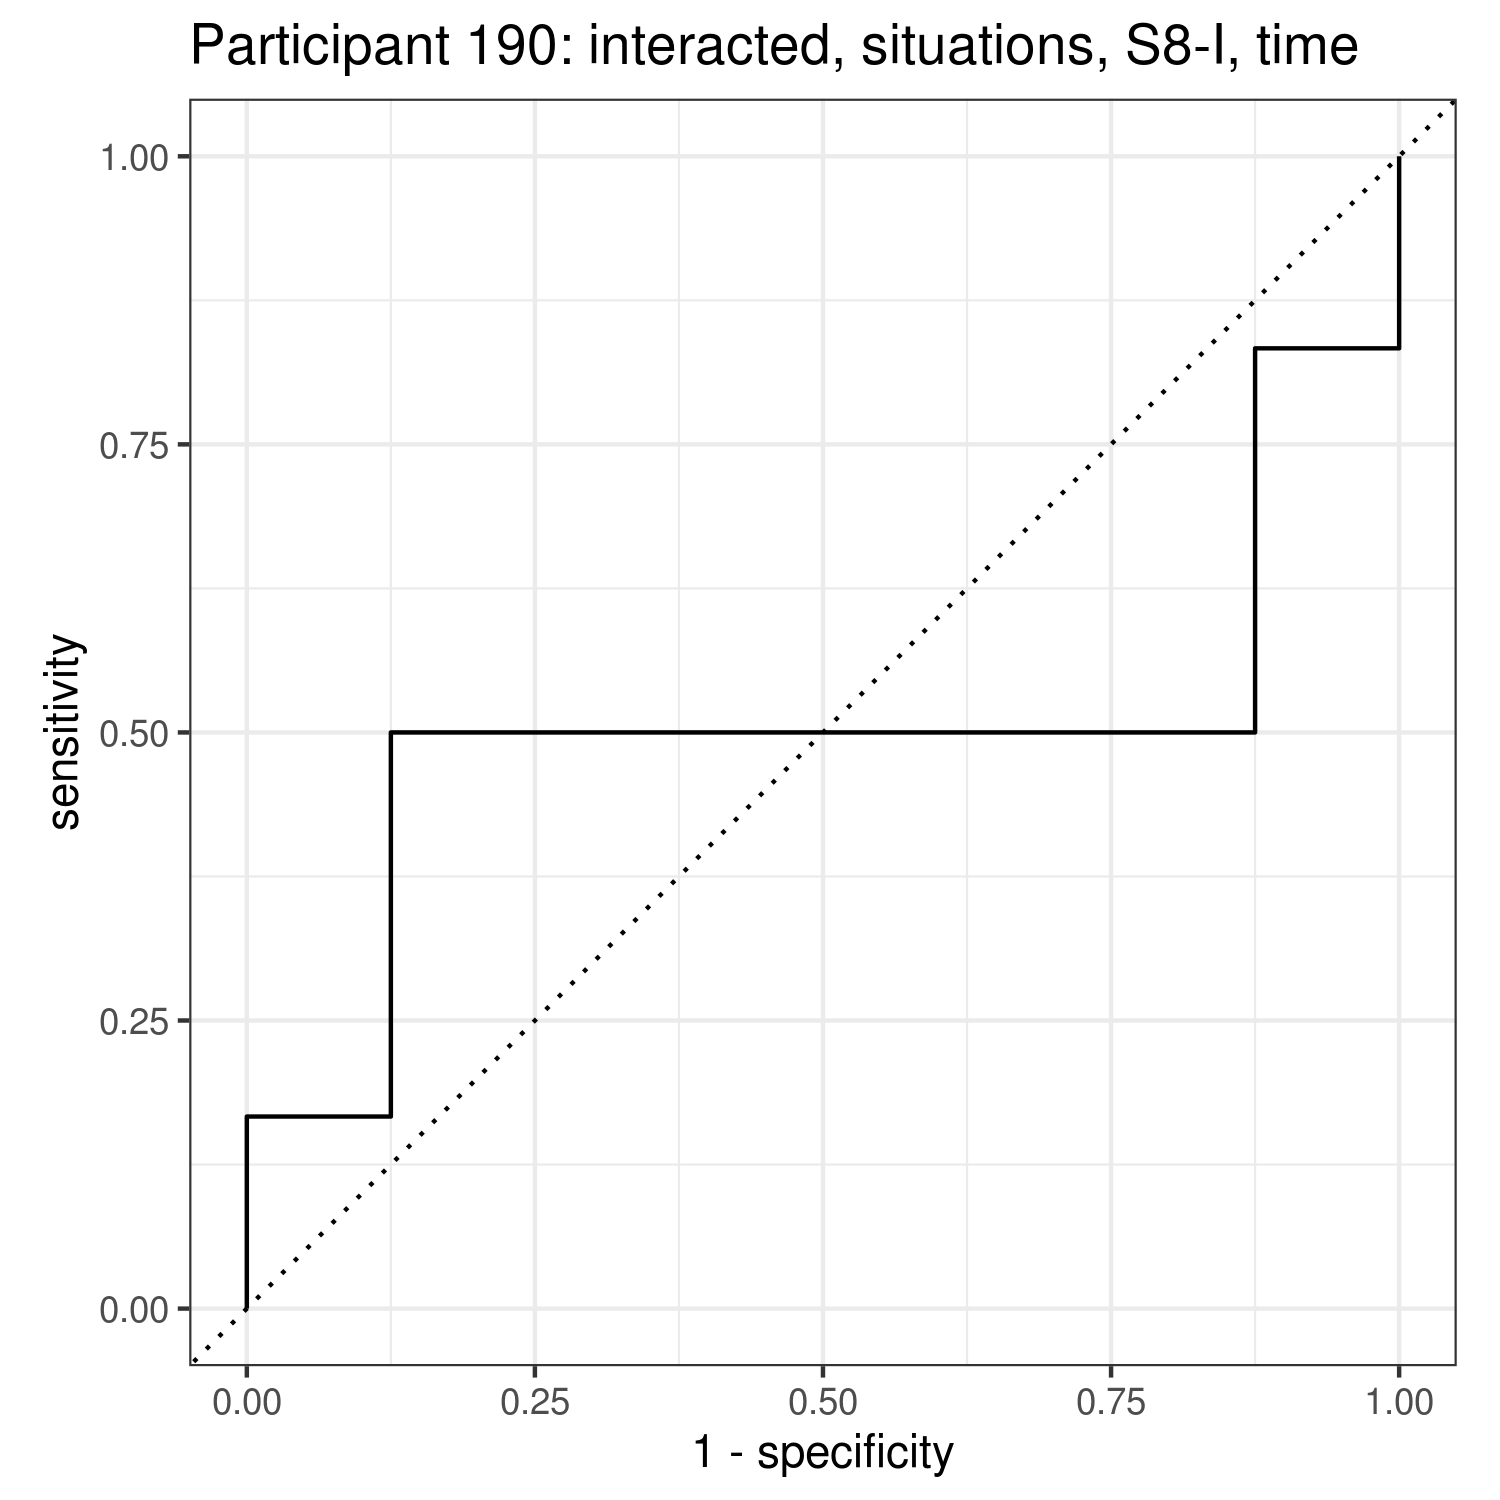 Participant 190: interacted, situations, S8-I, time
1.00
0.75
0.50
0.25
0.00
sensitivity
0.00 0.25 0.50 0.75 1.00
1 - specificity